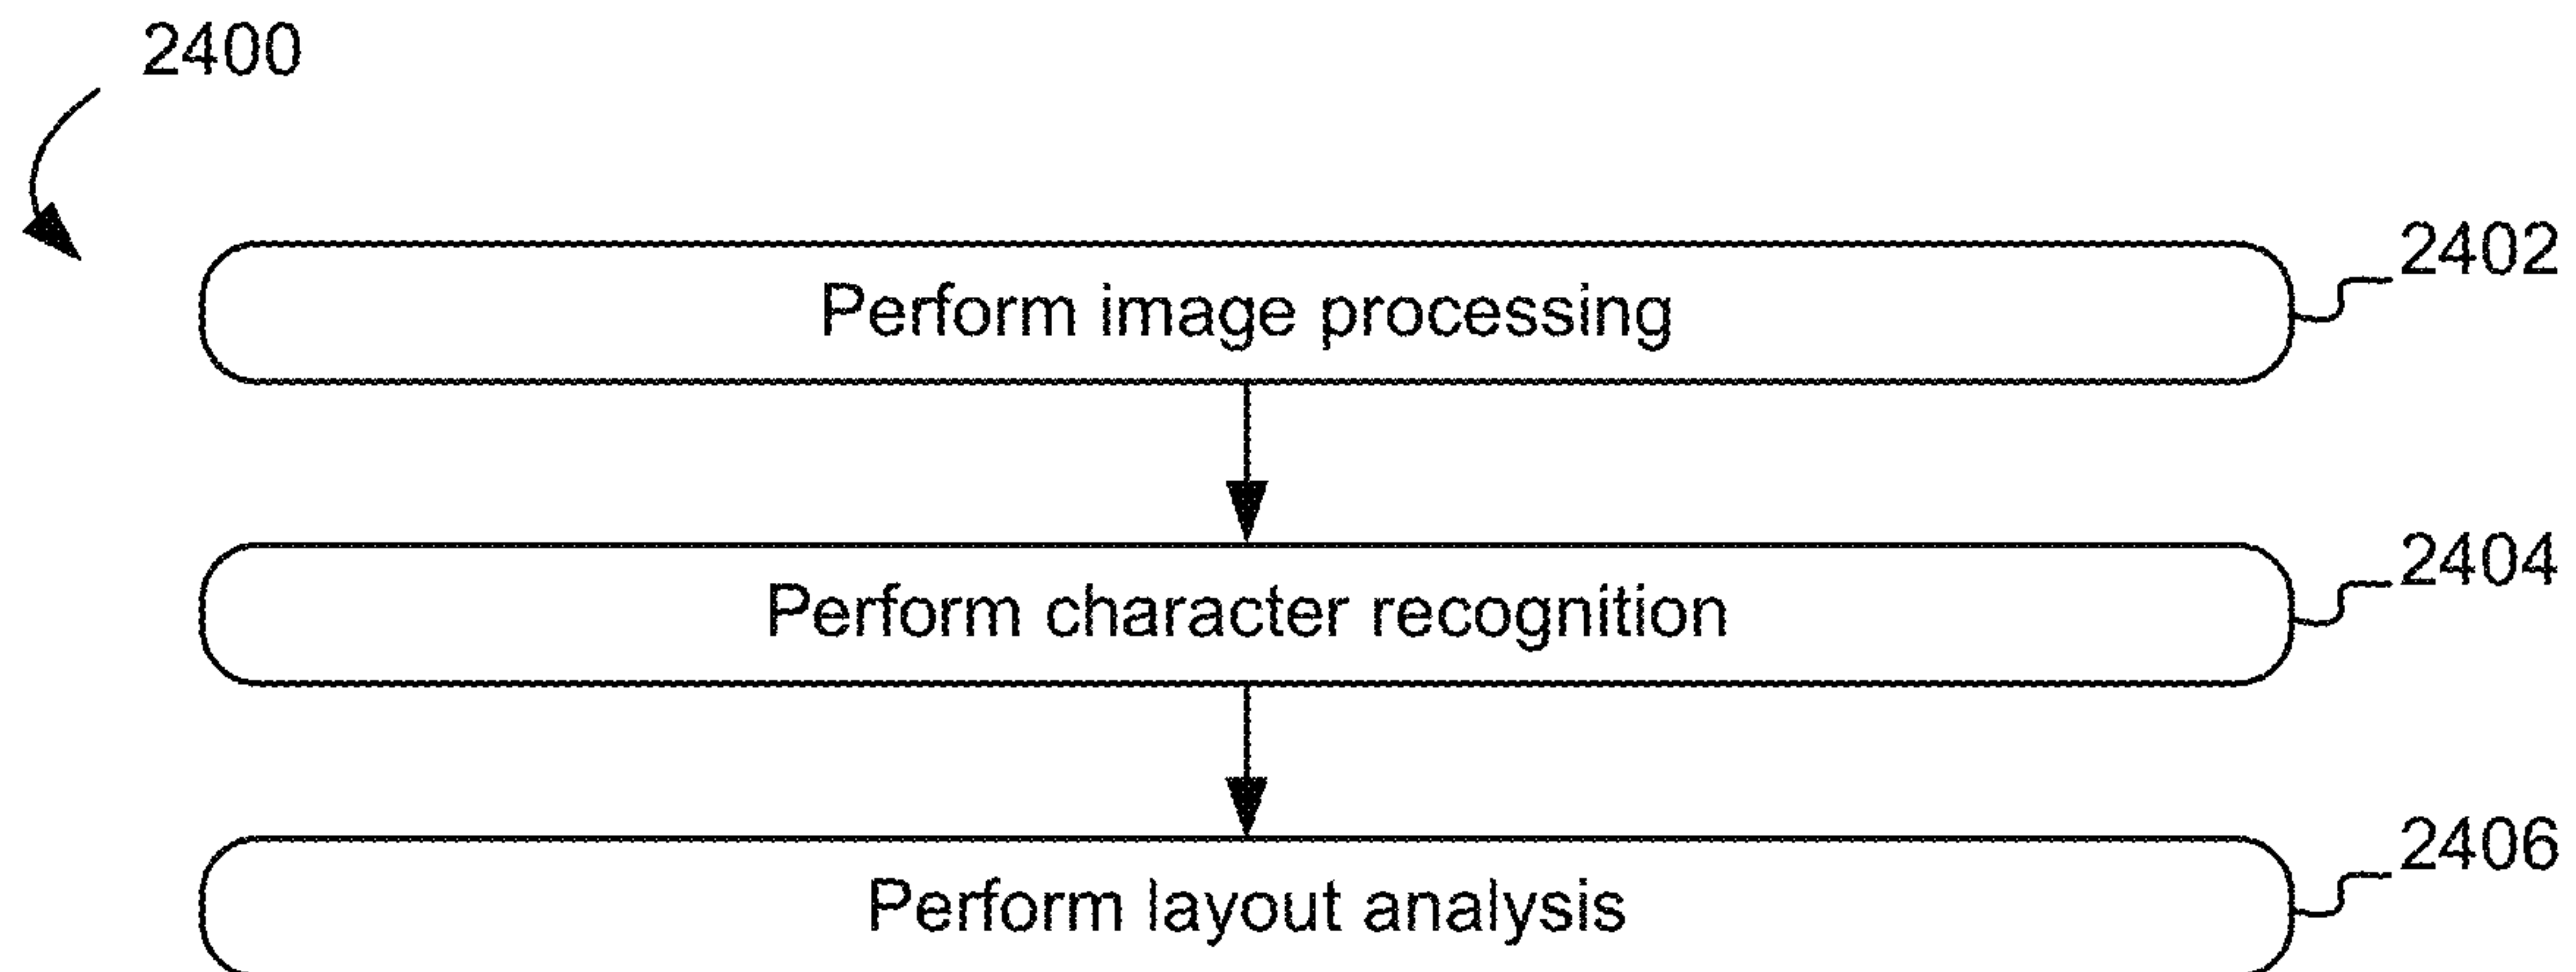 2400
Perform image processing
2402
Perform character recognition
2404
Perform layout analysis
2406